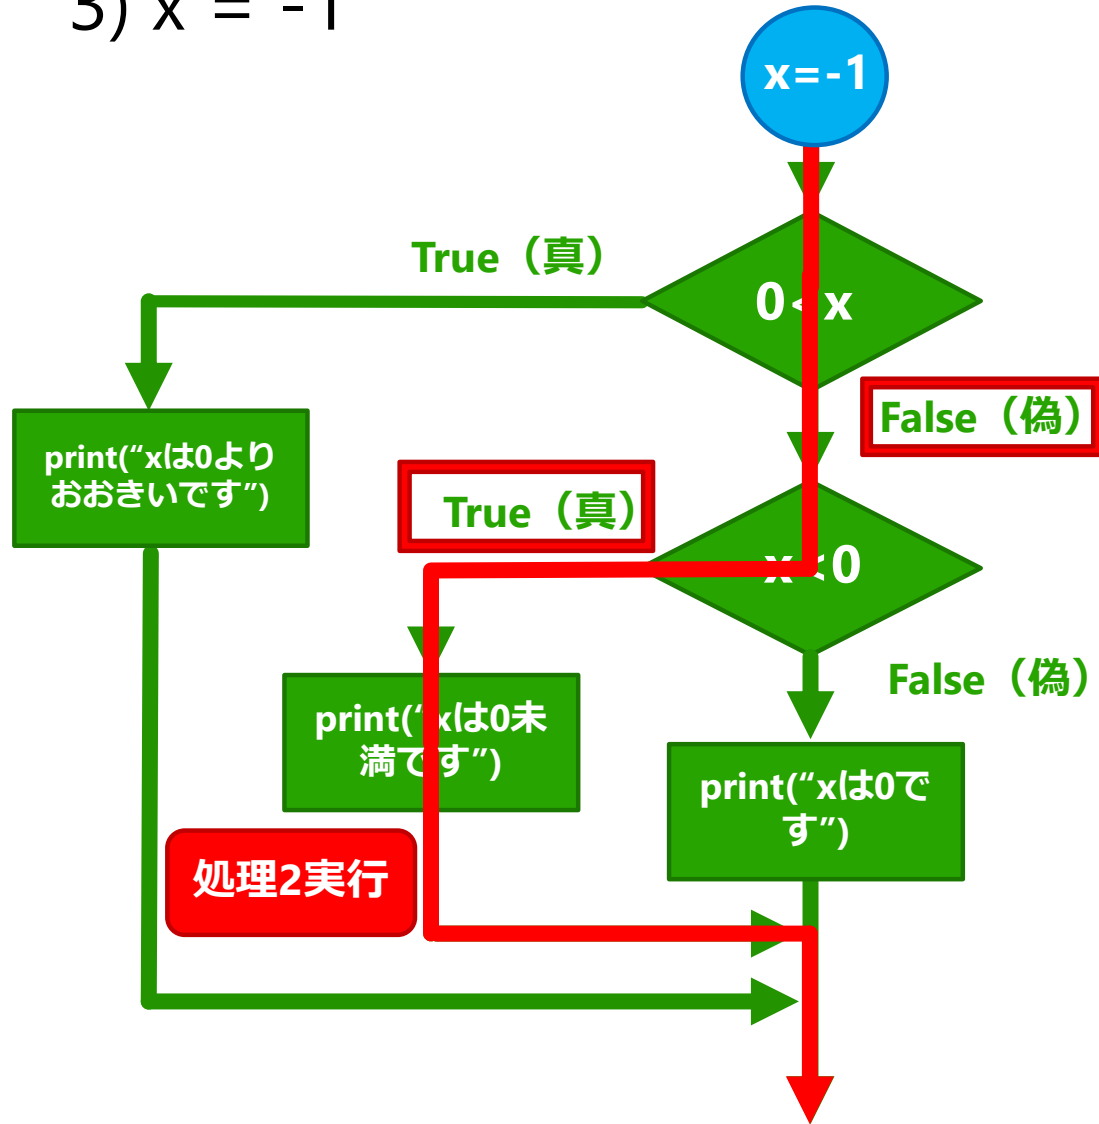 3) x = -1
x=-1
True（真）
0<x
False（偽）
print(“xは0より
おおきいです”)
True（真）
x<0
False（偽）
print(“xは0未
満です”)
print(“xは0で
す”)
処理2実行